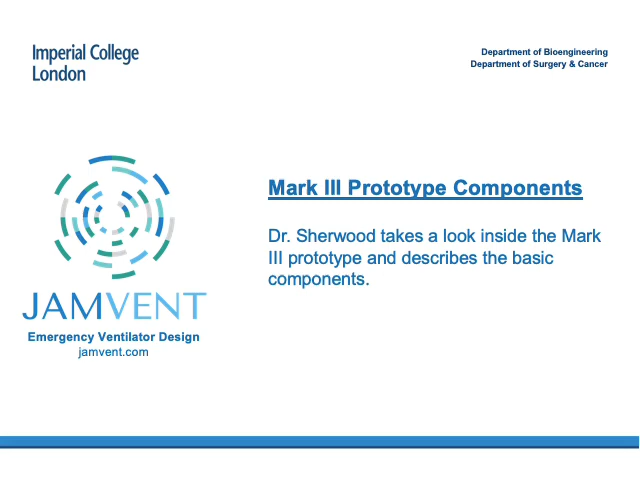 Imperial College
London
Department of Bioengineering
Department of Surgery & Cancer
Mark III Prototype Components
Dr. Sherwood takes a look inside the Mark
III prototype and describes the basic
components.
JAMVENT
Emergency Ventilator Design
jamvent.com